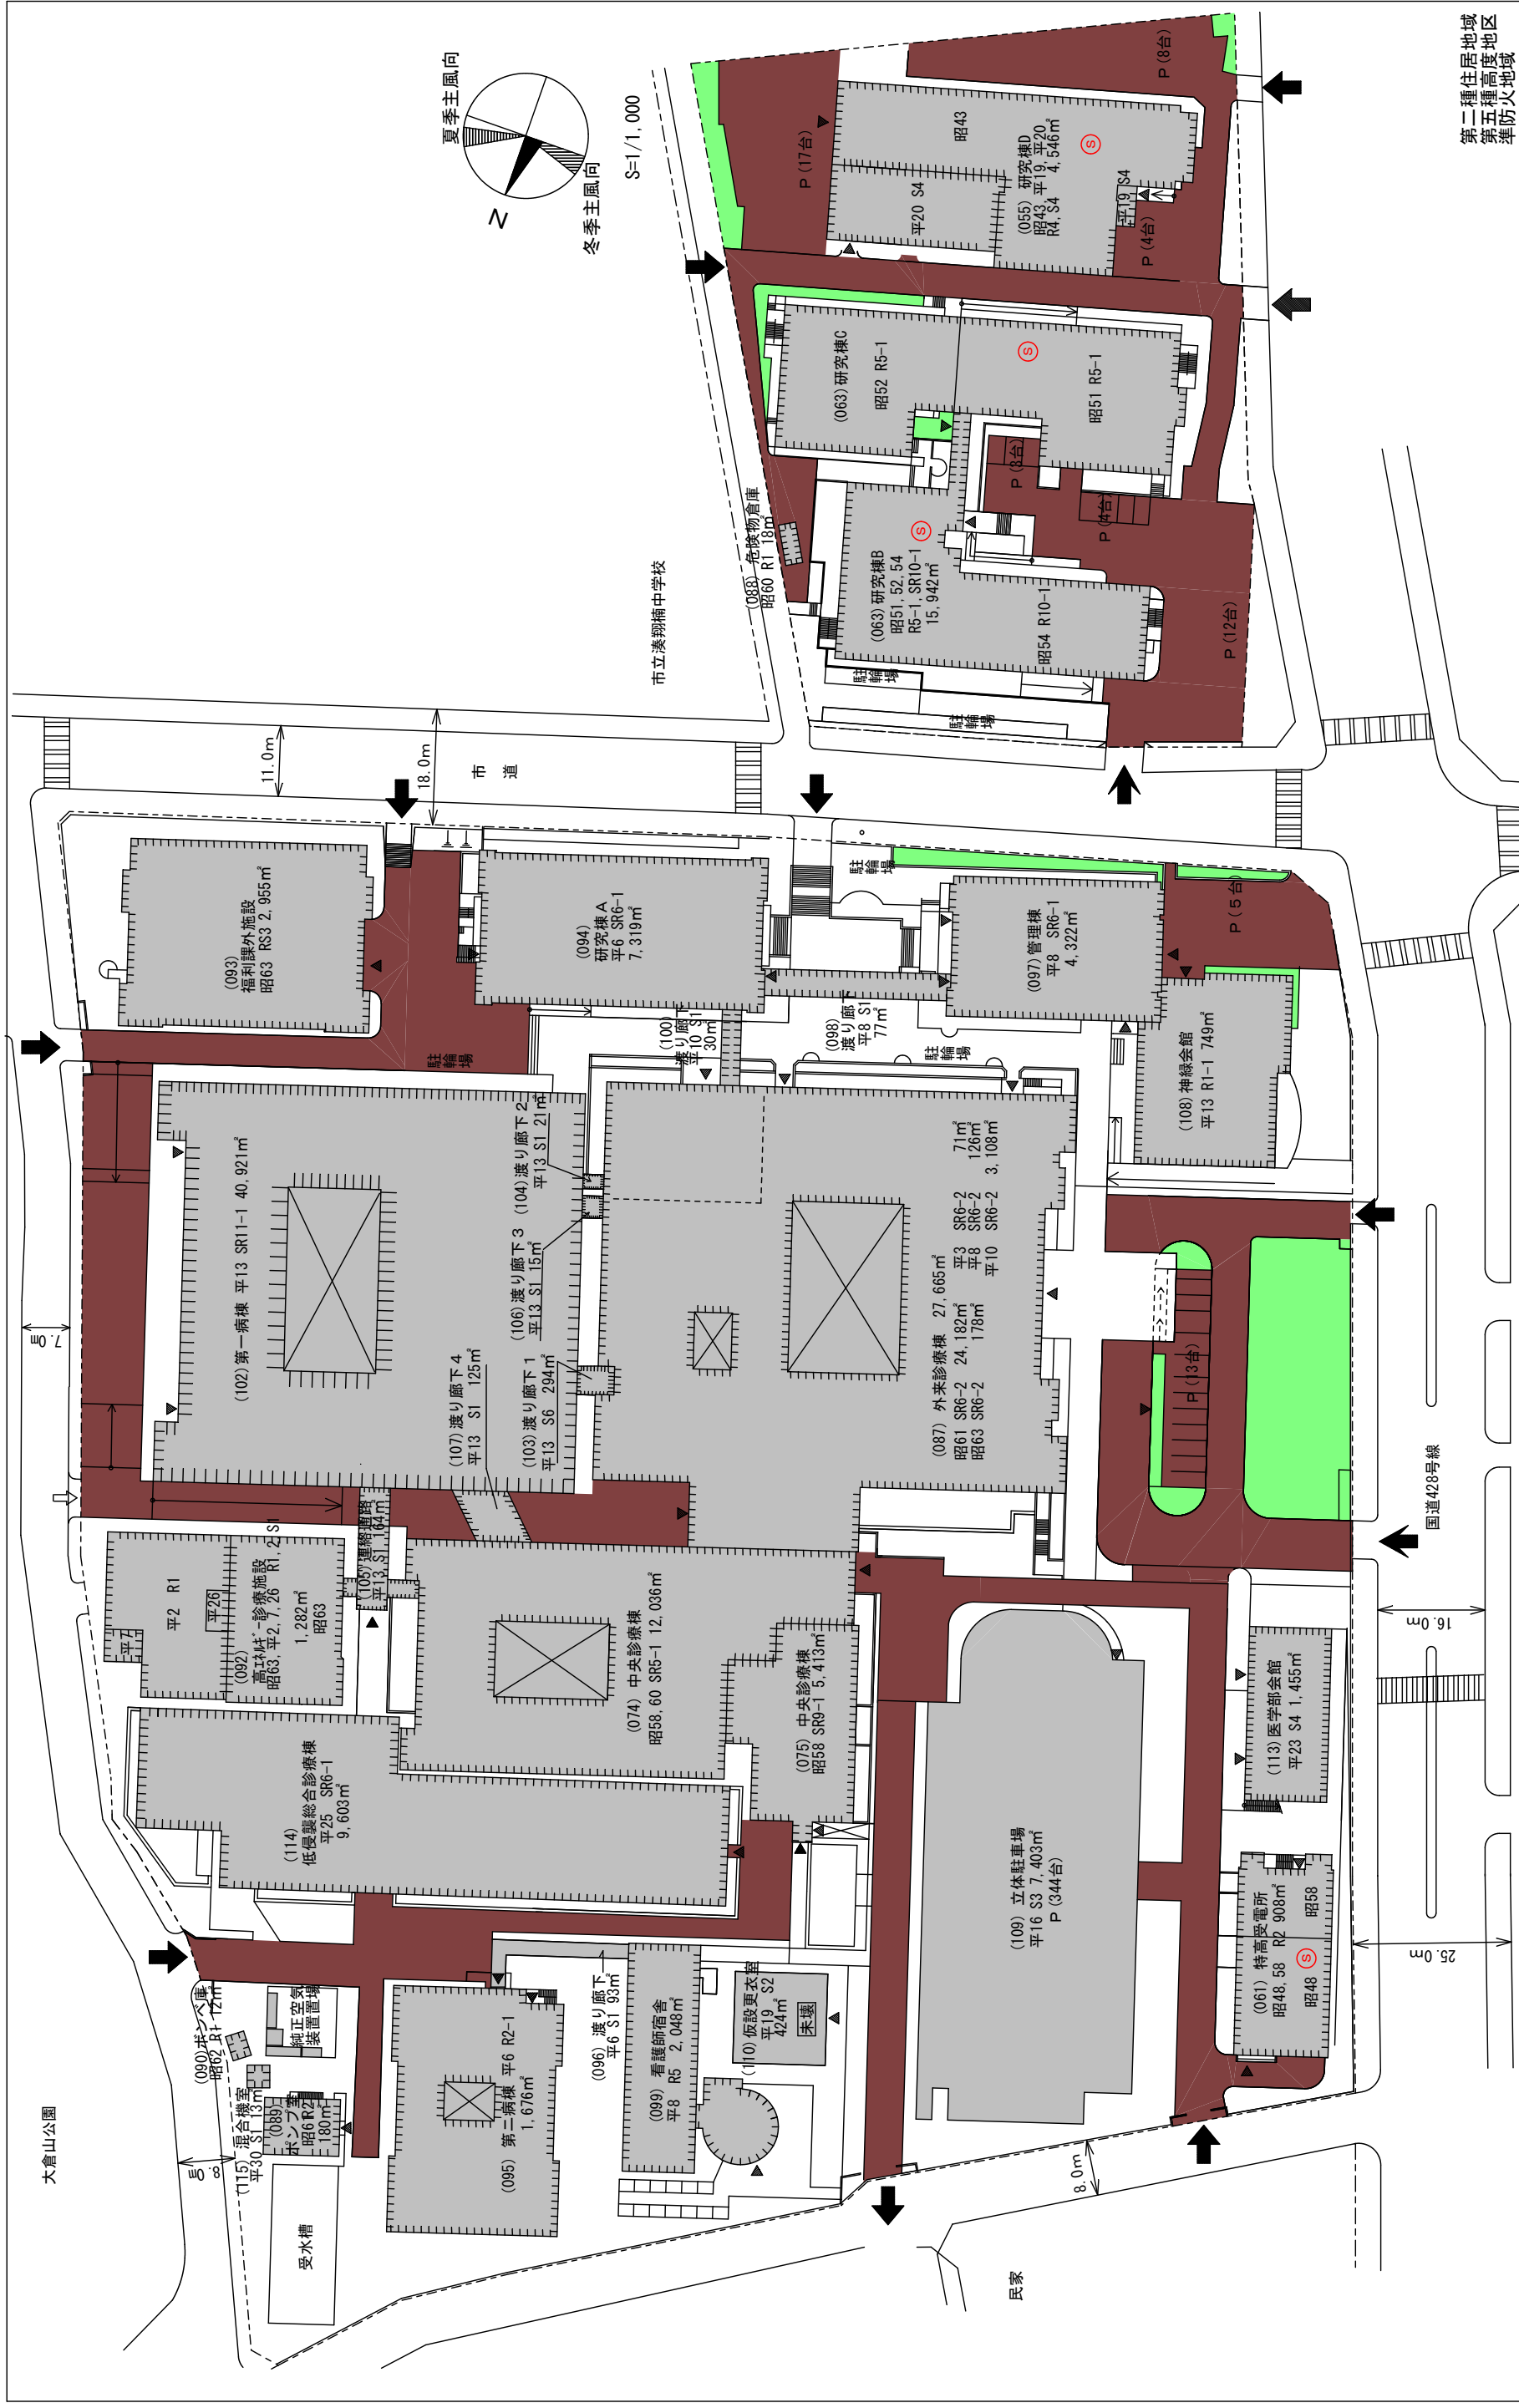 大倉山公園
民家
市立湊翔楠中学校
市道
国道428号線
夏季主風向
冬季主風向
N
S=1/1,000
第二種住居地域
第五種高度地区
準防火地域
7.0m
8.0m
8.0m
11.0m
18.0m
16.0m
25.0m
受水槽
(115)混合機室
平30 S1 13㎡
(089)
ポンプ室
昭61R2
180㎡
(090)ボンベ庫
昭62 R1 12㎡
純正空気
装置置場
(095) 第二病棟 平6 R2-1
1,676㎡
(096) 渡り廊下
平6 S1 93㎡
(099) 看護師宿舎
平8 R5 2,048㎡
(110)仮設更衣室
平19 S2
424㎡
未壊
(114)
低侵襲総合診療棟
平25 SR6-1
9,603㎡
平7
平2 R1
平26
(092)
高エネルギー診療施設
昭63,平2,7,26 R1,2,S1
1,282㎡
昭63
(105)連絡通路
平13 S1 164㎡
(074) 中央診療棟
昭58,60 SR5-1 12,036㎡
(075) 中央診療棟
昭58 SR9-1 5,413㎡
(109) 立体駐車場
平16 S3 7,403㎡
P(344台)
(061) 特高受電所
昭48,58 R2 908㎡
昭48
昭58
S
(113)医学部会館
平23 S4 1,455㎡
(102)第一病棟 平13 SR11-1 40,921㎡
(107)渡り廊下4
平13 S1 125㎡
(103)渡り廊下1
平13 S6 294㎡
(106)渡り廊下3
平13 S1 15㎡
(104)渡り廊下2
平13 S1 21㎡
(087) 外来診療棟 27,665㎡
昭61 SR6-2 24,182㎡
昭63 SR6-2 178㎡
平3 SR6-2 71㎡
平8 SR6-2 126㎡
平10 SR6-2 3,108㎡
P(13台)
(093)
福利課外施設
昭63 RS3 2,955㎡
駐輪場
(094)
研究棟A
平6 SR6-1
7,319㎡
(100)
渡り廊下
平10 S1
30㎡
(098)
渡り廊下
平8 S1
77㎡
駐輪場
駐輪場
(097)管理棟
平8 SR6-1
4,322㎡
(108)神緑会館
平13 R1-1 749㎡
P(5台)
(088) 危険物倉庫
昭60 R1 18㎡
(063)研究棟B
昭51,52,54
R5-1,SR10-1
15,942㎡
昭54 R10-1
S
駐輪場
駐輪場
P(12台)
P(4台)
P(3台)
(063)研究棟C
昭52 R5-1
昭51 R5-1
S
P(17台)
平20 S4
昭43
(055) 研究棟D
昭43,平19,平20
R4,S4 4,546㎡
平19 S4
S
P(4台)
P(8台)